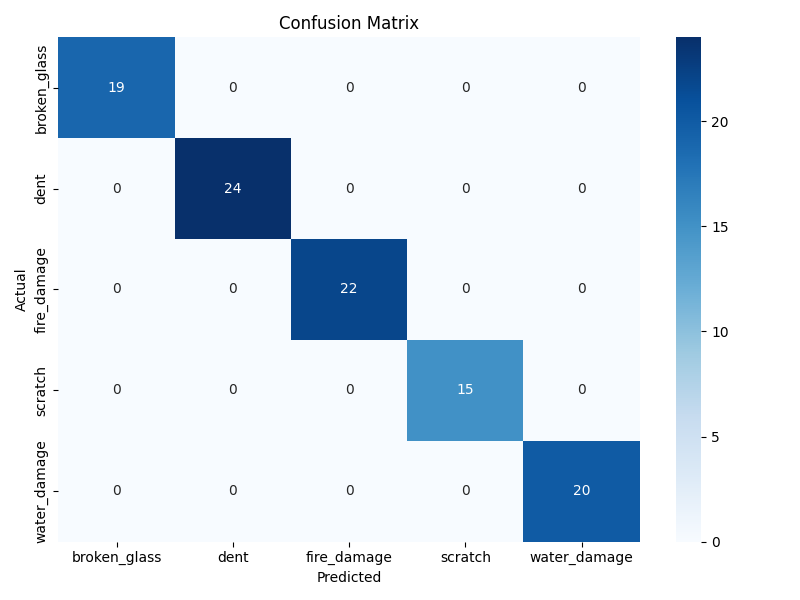 Confusion Matrix
broken_glass 19 0 0 0 0
dent 0 24 0 0 0
fire_damage 0 0 22 0 0
scratch 0 0 0 15 0
water_damage 0 0 0 0 20
Actual
broken_glass dent fire_damage scratch water_damage
Predicted
20
15
10
5
0